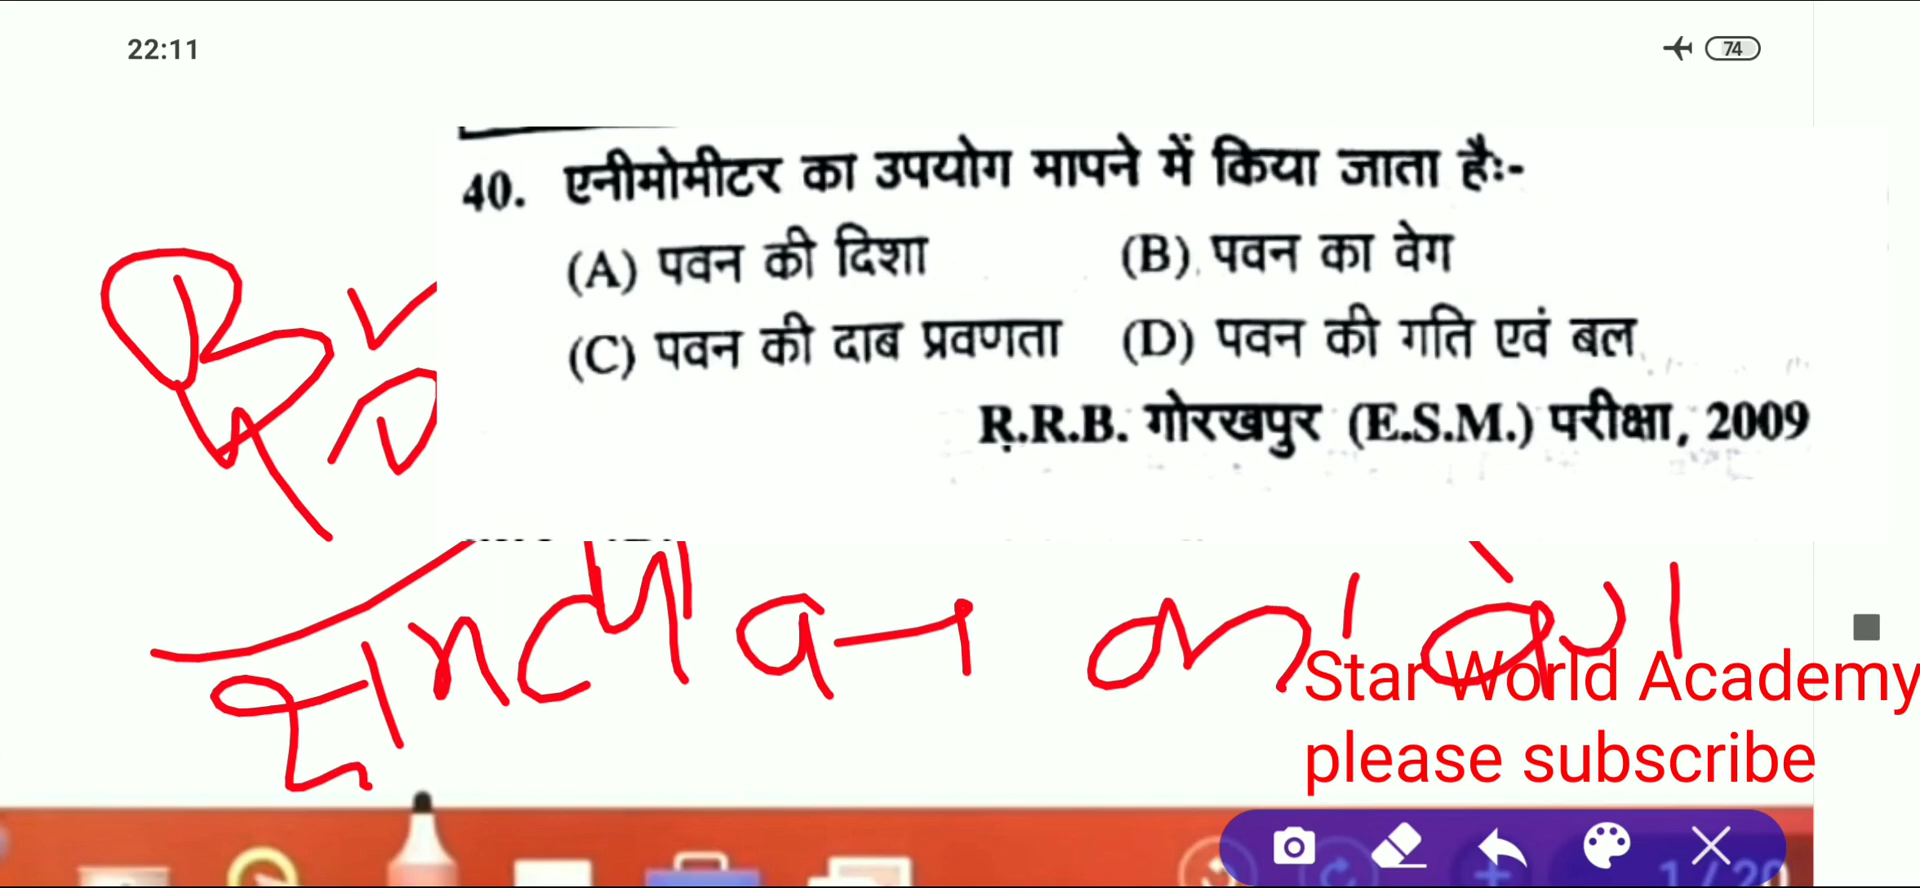 22:11
74
40. एनीमोमीटर का उपयोग मापने में किया जाता है:-
(A) पवन की दिशा (B) पवन का वेग
(C) पवन की दाब प्रवणता (D) पवन की गति एवं बल
R.R.B. गोरखपुर (E.S.M.) परीक्षा, 2009
B
D
का वेग
Star World Academy
please subscribe